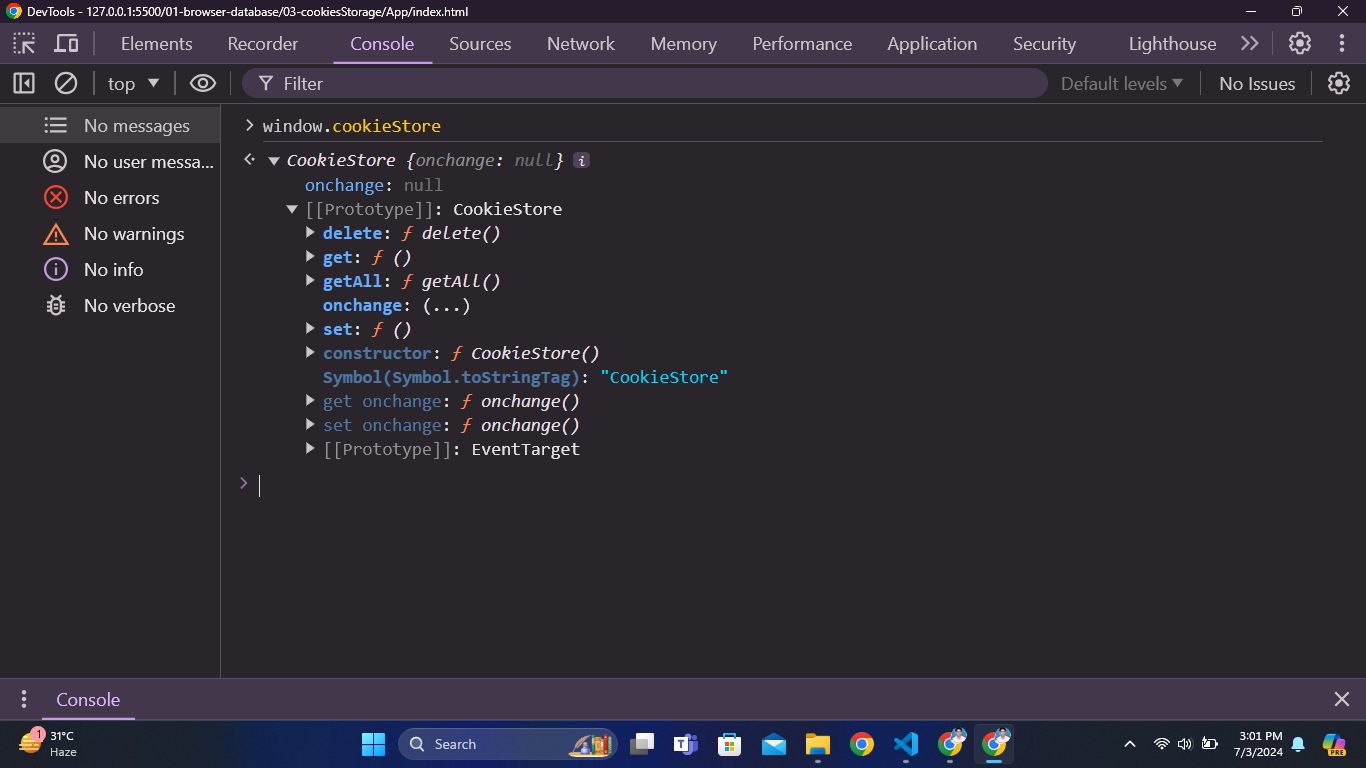 DevTools - 127.0.0.1:5500/01-browser-database/03-cookiesStorage/App/index.html
Elements Recorder Console Sources Network Memory Performance Application Security Lighthouse
top ▼ Filter Default levels ▼ No Issues
No messages
No user messa...
No errors
No warnings
No info
No verbose
> window.cookieStore
CookieStore {onchange: null} i
onchange: null
[[Prototype]]: CookieStore
delete: ƒ delete()
get: ƒ ()
getAll: ƒ getAll()
onchange: (...)
set: ƒ ()
constructor: ƒ CookieStore()
Symbol(Symbol.toStringTag): "CookieStore"
get onchange: ƒ onchange()
set onchange: ƒ onchange()
[[Prototype]]: EventTarget
>
Console
1
31°C
Haze
Search
3:01 PM
7/3/2024
PRE